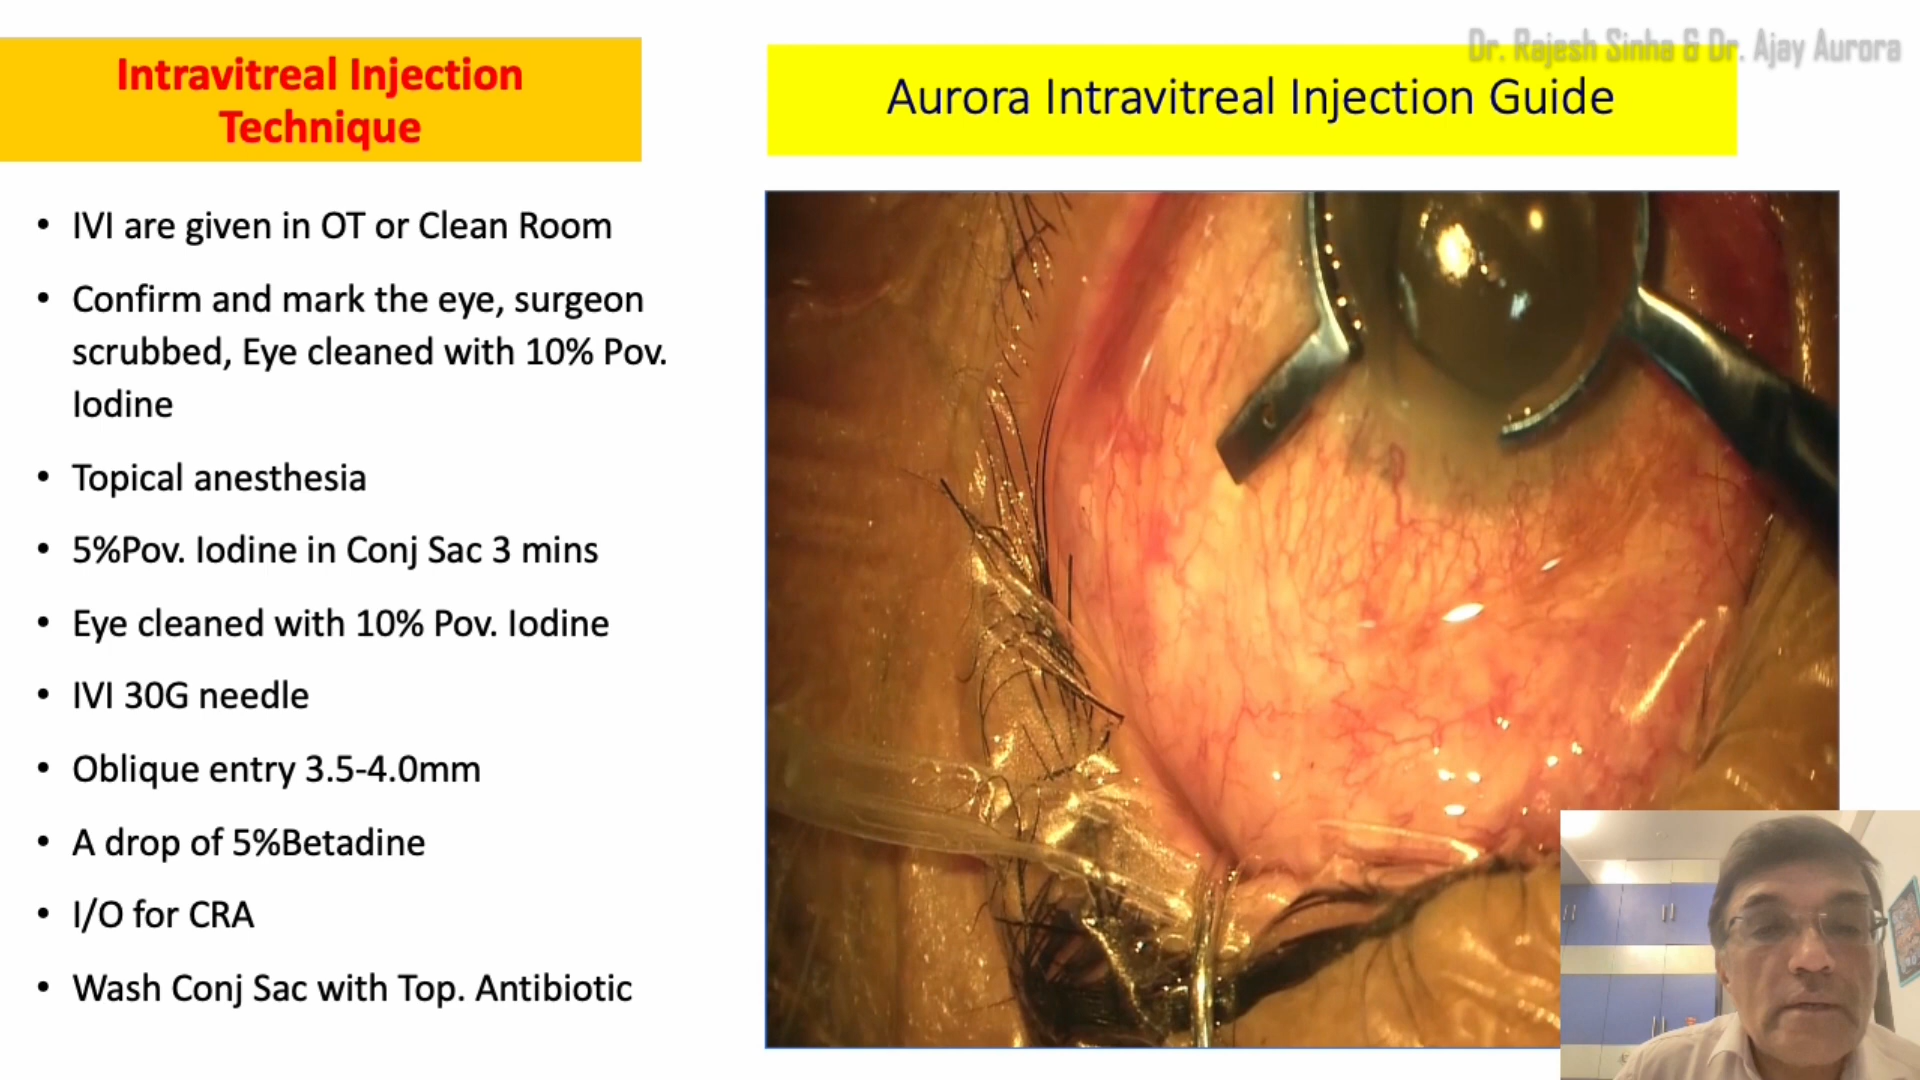 Dr. Rajesh Sinha & Dr. Ajay Aurora
Intravitreal Injection
Technique
Aurora Intravitreal Injection Guide
• IVI are given in OT or Clean Room
• Confirm and mark the eye, surgeon
scrubbed, Eye cleaned with 10% Pov.
Iodine
• Topical anesthesia
• 5%Pov. Iodine in Conj Sac 3 mins
• Eye cleaned with 10% Pov. Iodine
• IVI 30G needle
• Oblique entry 3.5-4.0mm
• A drop of 5%Betadine
• I/O for CRA
• Wash Conj Sac with Top. Antibiotic